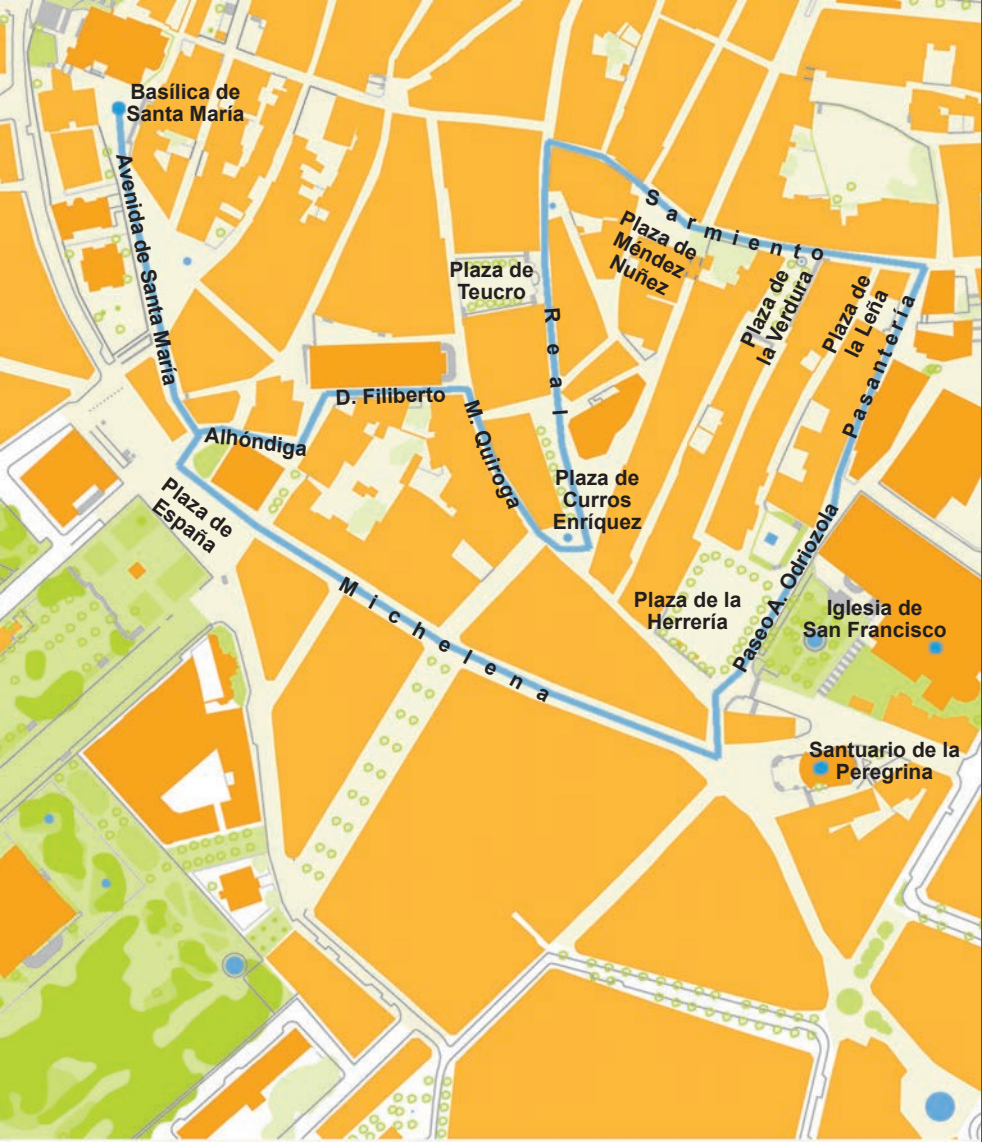 Basílica de
Santa María
Avenida de Santa María
Sarmiento
Plaza de
Méndez
Nuñez
Plaza de
Teucro
Plaza de
la Verdura
Plaza de
la Leña
Pasantería
Real
D. Filiberto
Alhóndiga
M. Quiroga
Plaza de
Curros
Enríquez
Plaza de
España
Michelena
Plaza de la
Herrería
Paseo A. Odriozola
Iglesia de
San Francisco
Santuario de la
Peregrina